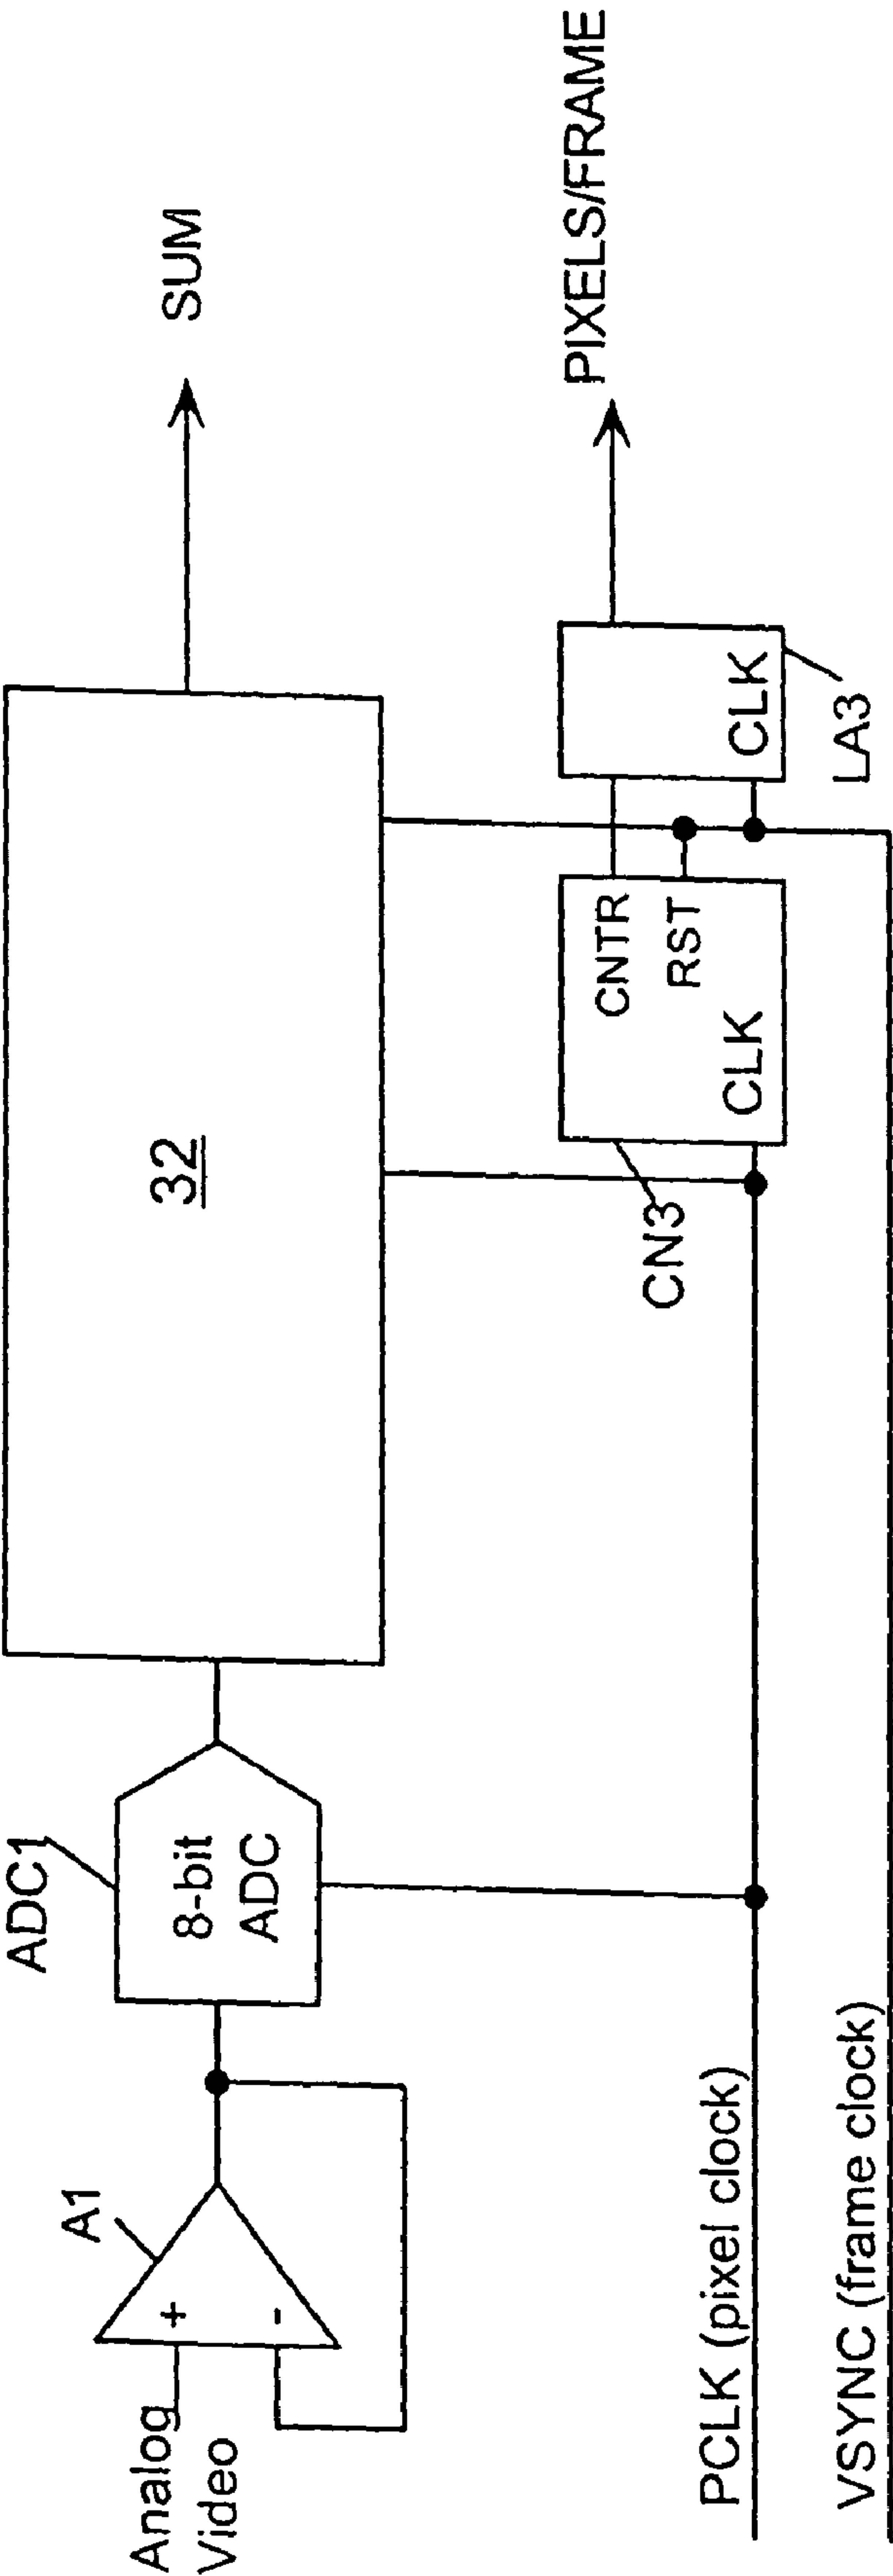 ADC1
A1
Analog
Video
+
-
8-bit
ADC
32
SUM
PIXELS/FRAME
CN3
CNTR
RST
CLK
CLK
LA3
PCLK (pixel clock)
VSYNC (frame clock)